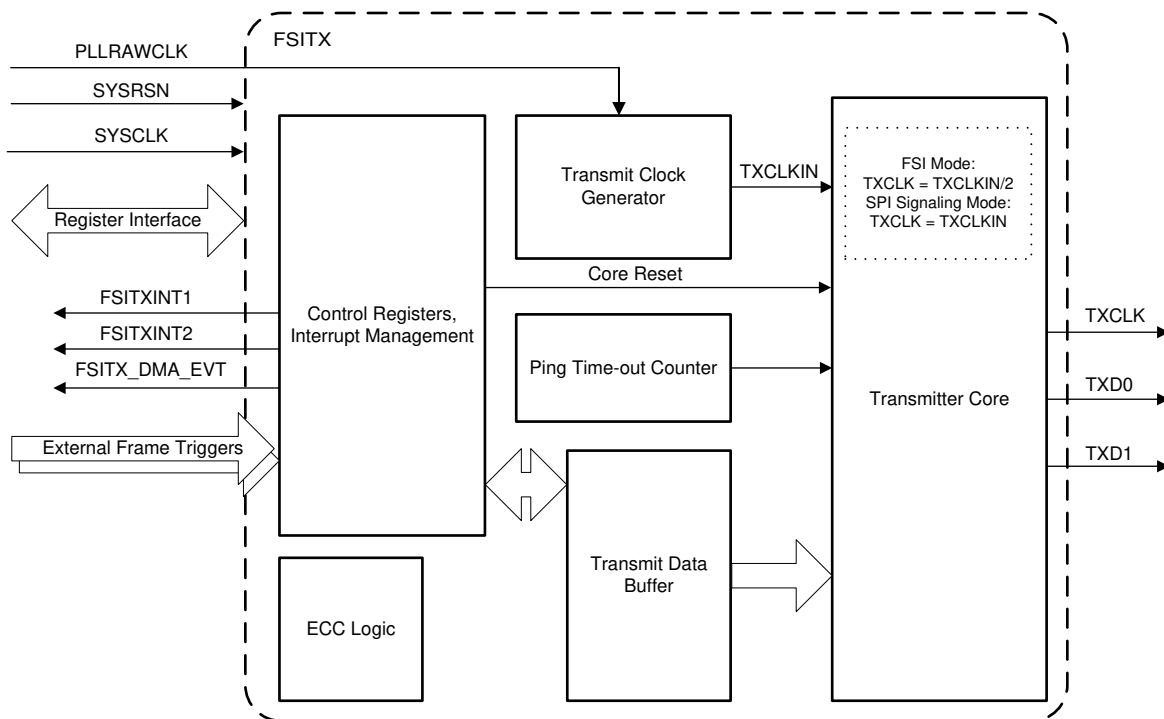 FSITX
PLLRAWCLK
SYSRSN
SYSCLK
Register Interface
FSITXINT1
FSITXINT2
FSITX_DMA_EVT
External Frame Triggers
Control Registers,
Interrupt Management
ECC Logic
Transmit Clock
Generator
TXCLKIN
Core Reset
Ping Time-out Counter
Transmit Data
Buffer
FSI Mode:
TXCLK = TXCLKIN/2
SPI Signaling Mode:
TXCLK = TXCLKIN
Transmitter Core
TXCLK
TXD0
TXD1